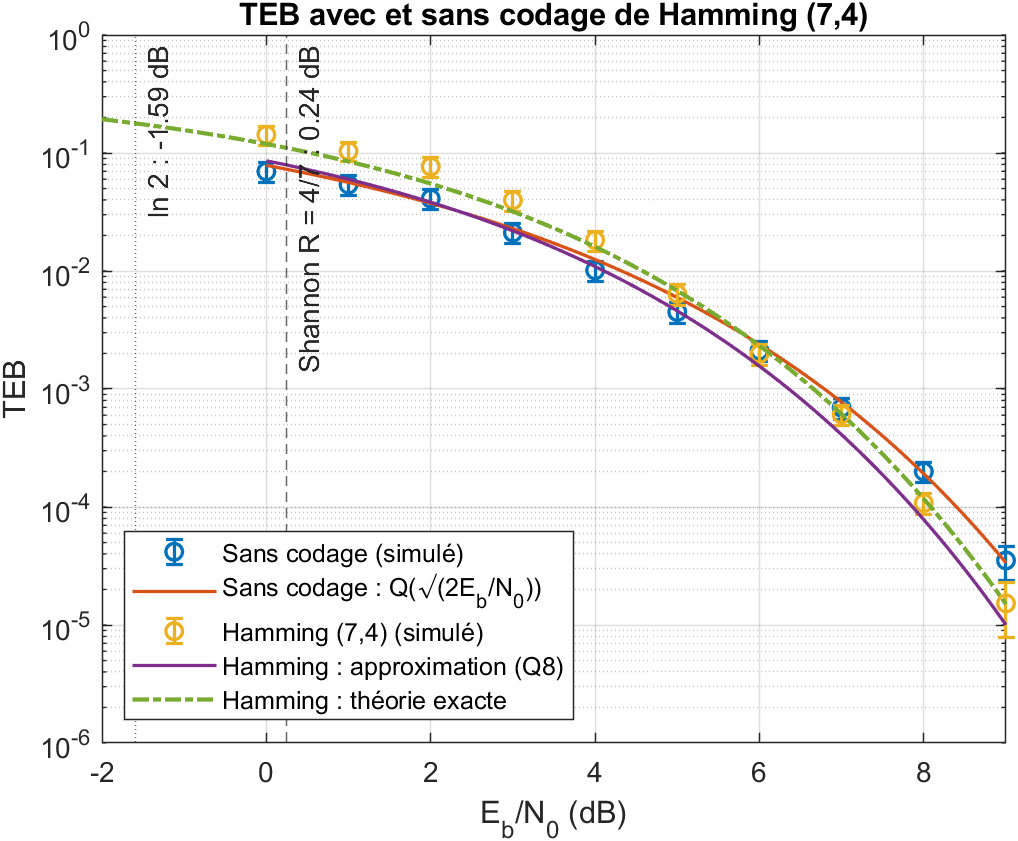 TEB avec et sans codage de Hamming (7,4)
10^0
10^-1
10^-2
10^-3
10^-4
10^-5
10^-6
TEB
ln 2 : -1.59 dB
Shannon R = 4/7 : 0.24 dB
Sans codage (simulé)
Sans codage : Q(√(2E_b/N_0))
Hamming (7,4) (simulé)
Hamming : approximation (Q8)
Hamming : théorie exacte
-2 0 2 4 6 8
E_b/N_0 (dB)